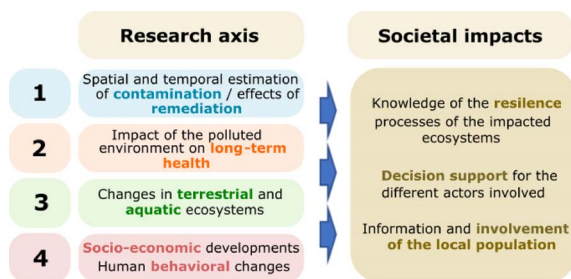 Research axis
Societal impacts
1
Spatial and temporal estimation
of contamination / effects of
remediation
2
Impact of the polluted
environment on long-term
health
3
Changes in terrestrial and
aquatic ecosystems
4
Socio-economic developments
Human behavioral changes
Knowledge of the resilence
processes of the impacted
ecosystems
Decision support for the
different actors involved
Information and involvement
of the local population